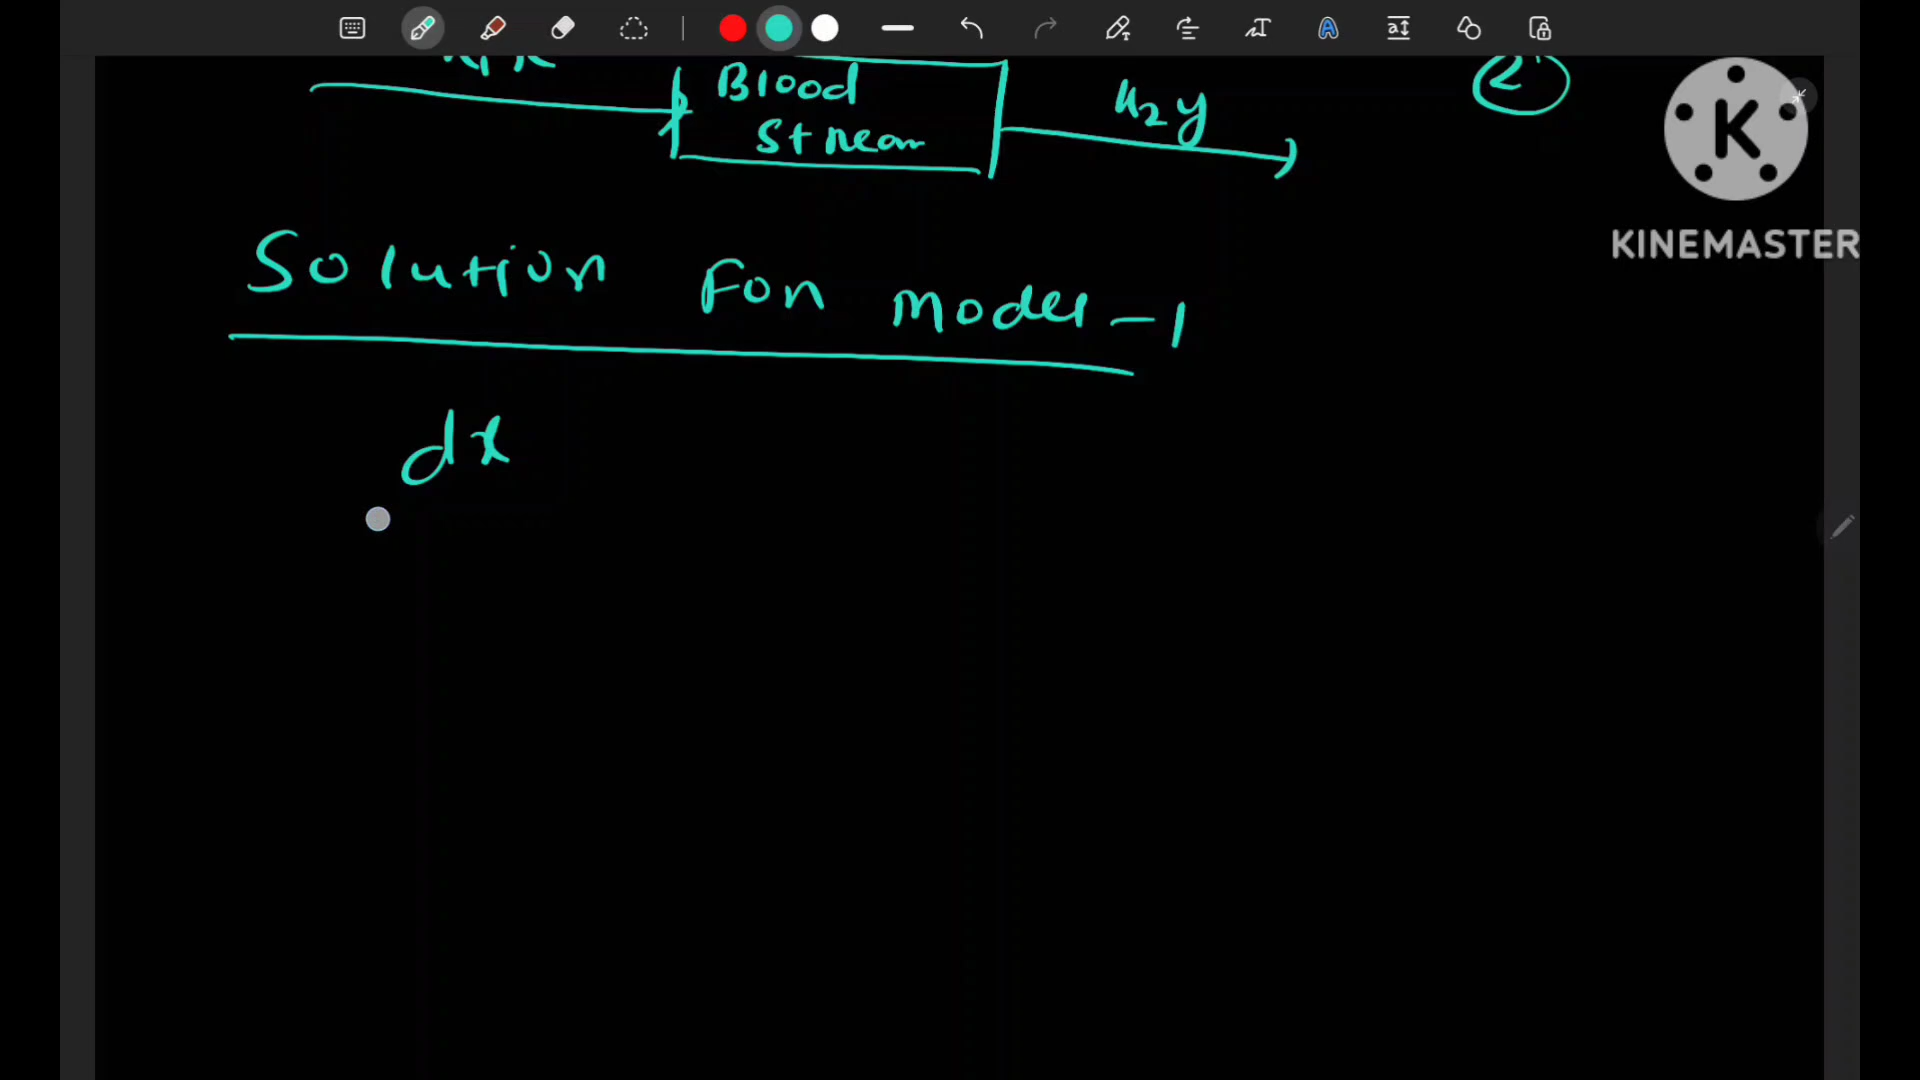 Blood
Stream
k2y
2
KINEMASTER
Solution For model-1
dx